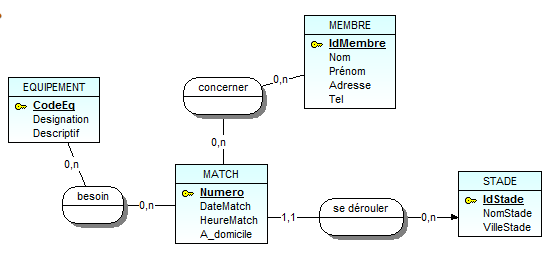 MEMBRE
IdMembre
Nom
Prénom
Adresse
Tel
concerner
0,n
EQUIPEMENT
CodeEq
Designation
Descriptif
0,n
0,n
besoin
0,n
MATCH
Numero
DateMatch
HeureMatch
A_domicile
1,1
se dérouler
0,n
STADE
IdStade
NomStade
VilleStade